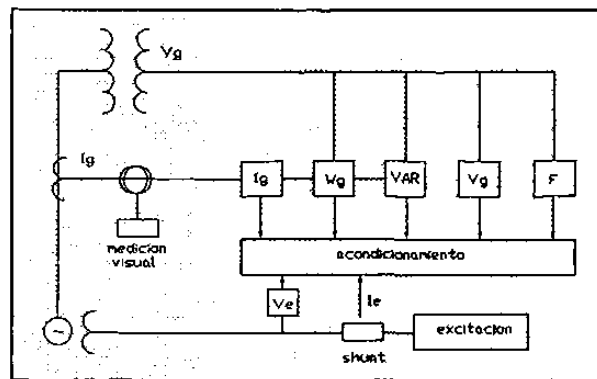 Vg
Ig
Ig
Wg
VAR
Vg
F
medicion
visual
acondicionamiento
Ve
Ie
shunt
excitacion